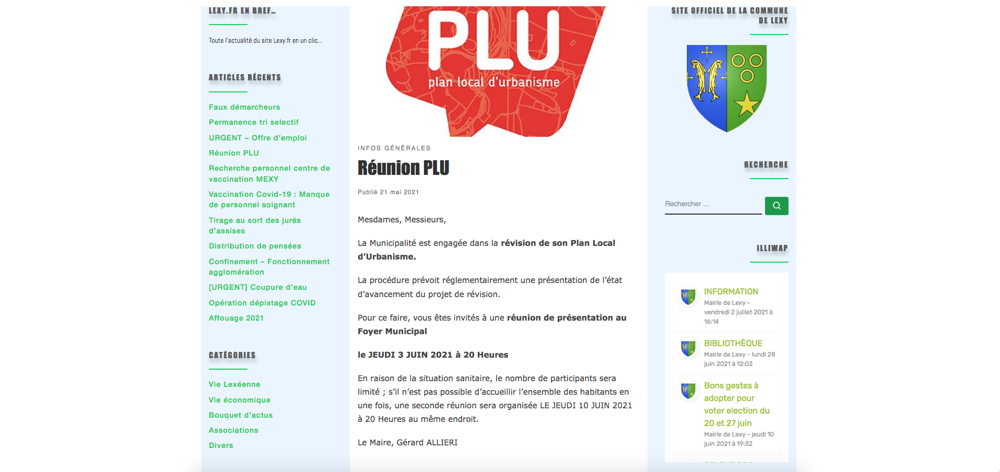 LEXY.FR EN BREF...
Toute l'actualité du site Lexy.fr en un clic...
ARTICLES RÉCENTS
Faux démarcheurs
Permanence tri selectif
URGENT – Offre d'emploi
Réunion PLU
Recherche personnel centre de
vaccination MEXY
Vaccination Covid-19 : Manque
de personnel soignant
Tirage au sort des jurés
d'assises
Distribution de pensées
Confinement – Fonctionnement
agglomération
[URGENT] Coupure d'eau
Opération dépistage COVID
Affouage 2021
CATÉGORIES
Vie Lexéenne
Vie économique
Bouquet d'actus
Associations
Divers
PLU
plan local d'urbanisme
INFOS GÉNÉRALES
Réunion PLU
Publié 21 mai 2021
Mesdames, Messieurs,
La Municipalité est engagée dans la révision de son Plan Local
d'Urbanisme.
La procédure prévoit réglementairement une présentation de l'état
d'avancement du projet de révision.
Pour ce faire, vous êtes invités à une réunion de présentation au
Foyer Municipal
le JEUDI 3 JUIN 2021 à 20 Heures
En raison de la situation sanitaire, le nombre de participants sera
limité ; s'il n'est pas possible d'accueillir l'ensemble des habitants en
une fois, une seconde réunion sera organisée LE JEUDI 10 JUIN 2021
à 20 Heures au même endroit.
Le Maire, Gérard ALLIERI
SITE OFFICIEL DE LA COMMUNE
DE LEXY
RECHERCHE
Rechercher …
ILLIWAP
INFORMATION
Mairie de Lexy -
vendredi 2 juillet 2021 à
16:14
BIBLIOTHÈQUE
Mairie de Lexy - lundi 28
juin 2021 à 12:02
Bons gestes à
adopter pour
voter election du
20 et 27 juin
Mairie de Lexy - jeudi 10
juin 2021 à 19:32